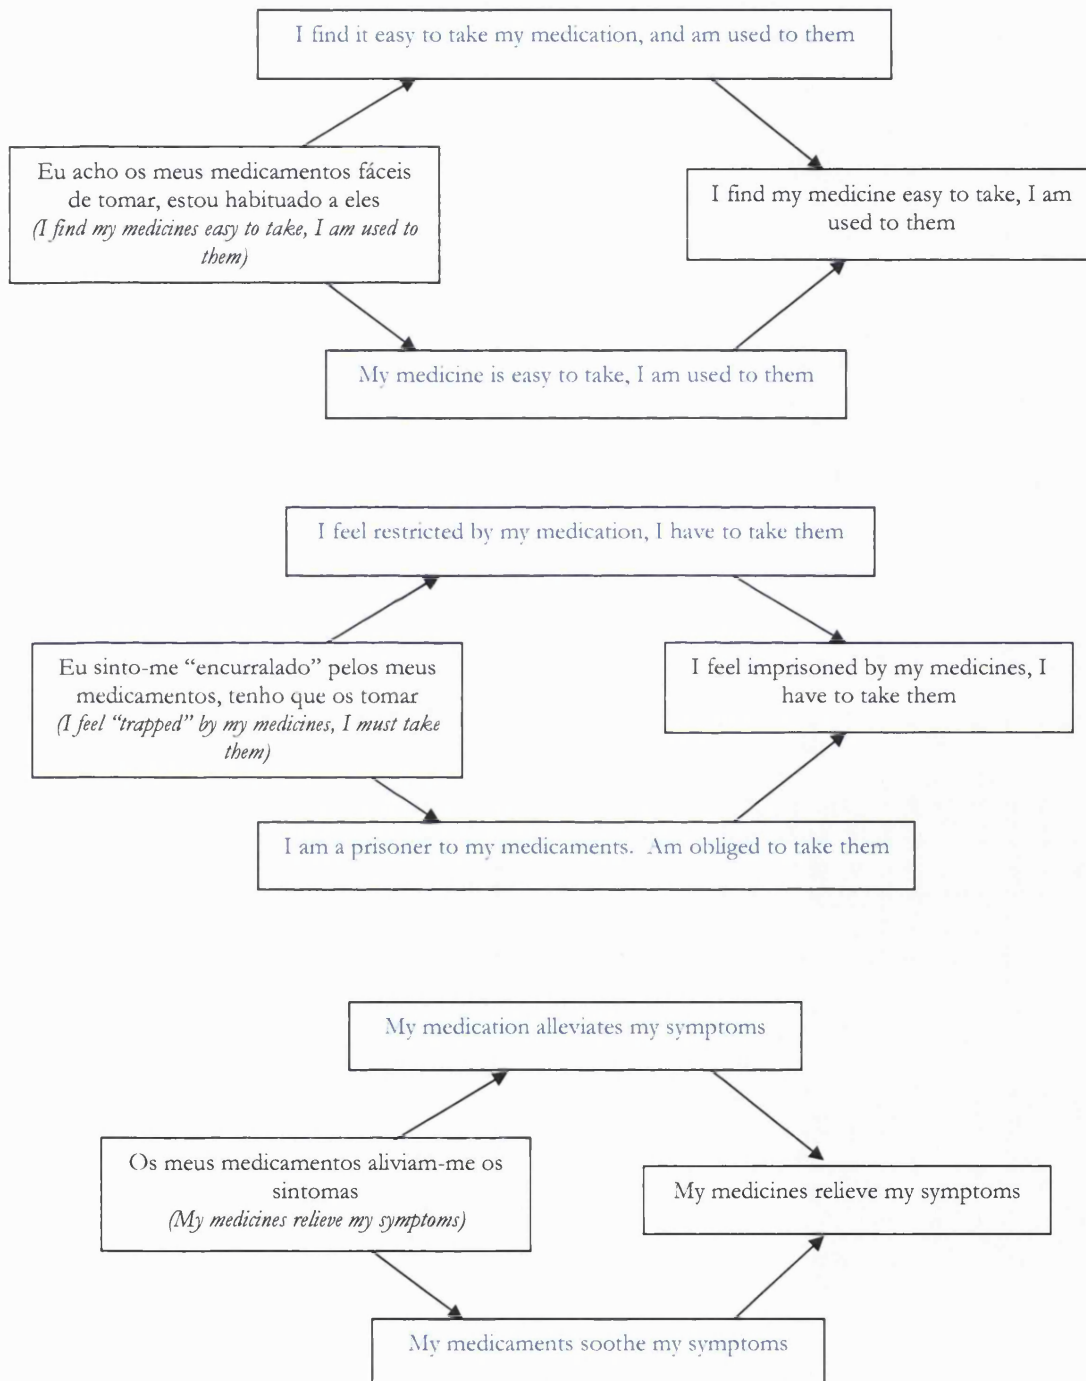 I find it easy to take my medication, and am used to them
Eu acho os meus medicamentos fáceis
de tomar, estou habituado a eles
(I find my medicines easy to take, I am used to
them)
I find my medicine easy to take, I am
used to them
My medicine is easy to take, I am used to them
I feel restricted by my medication, I have to take them
Eu sinto-me “encurralado” pelos meus
medicamentos, tenho que os tomar
(I feel “trapped” by my medicines, I must take
them)
I feel imprisoned by my medicines, I
have to take them
I am a prisoner to my medicaments. Am obliged to take them
My medication alleviates my symptoms
Os meus medicamentos aliviam-me os
sintomas
(My medicines relieve my symptoms)
My medicines relieve my symptoms
My medicaments soothe my symptoms